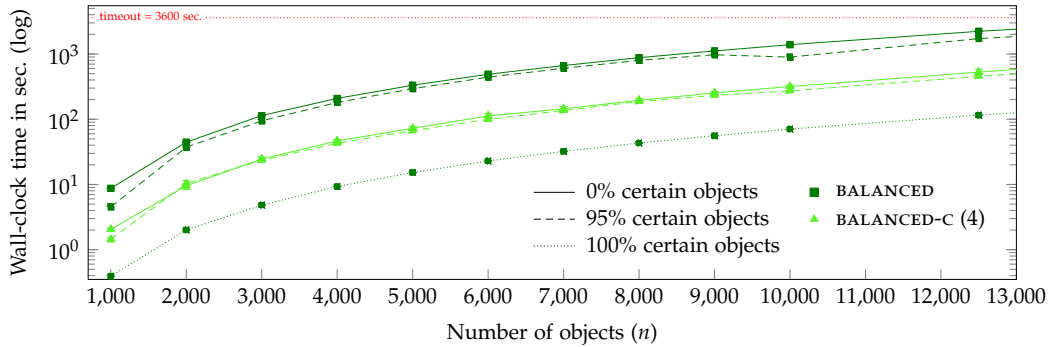 timeout = 3600 sec.
Wall-clock time in sec. (log)
10³
10²
10¹
10⁰
0% certain objects
95% certain objects
100% certain objects
BALANCED
BALANCED-C (4)
1,000 2,000 3,000 4,000 5,000 6,000 7,000 8,000 9,000 10,000 11,000 12,000 13,000
Number of objects (n)